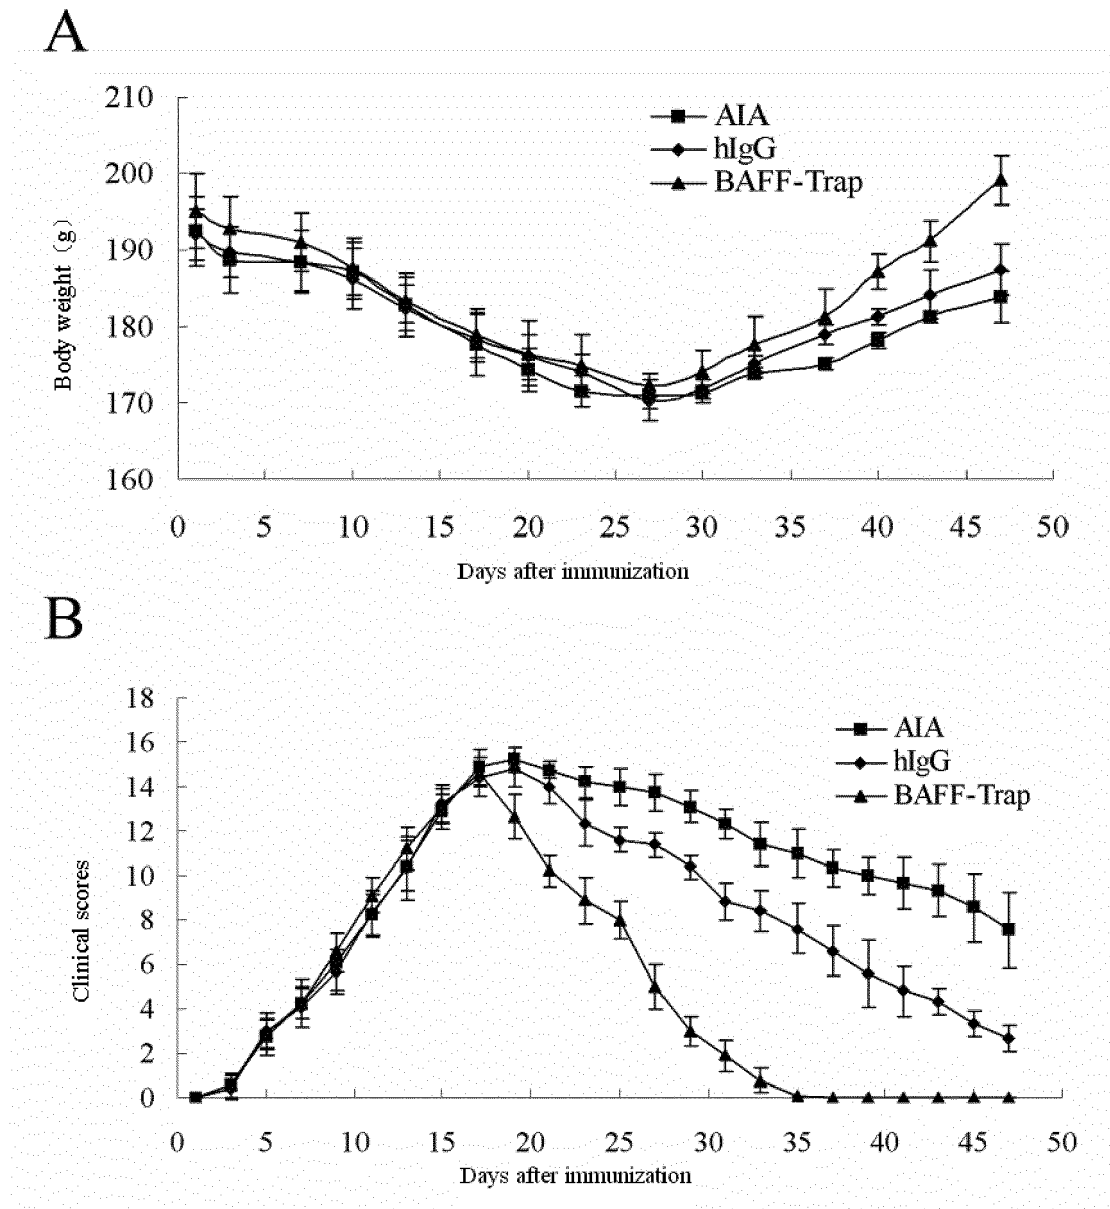 A
210
200
190
180
170
160
Body weight（g）
AIA
hIgG
BAFF-Trap
0 5 10 15 20 25 30 35 40 45 50
Days after immunization
B
18
16
14
12
10
8
6
4
2
0
Clinical scores
AIA
hIgG
BAFF-Trap
0 5 10 15 20 25 30 35 40 45 50
Days after immunization